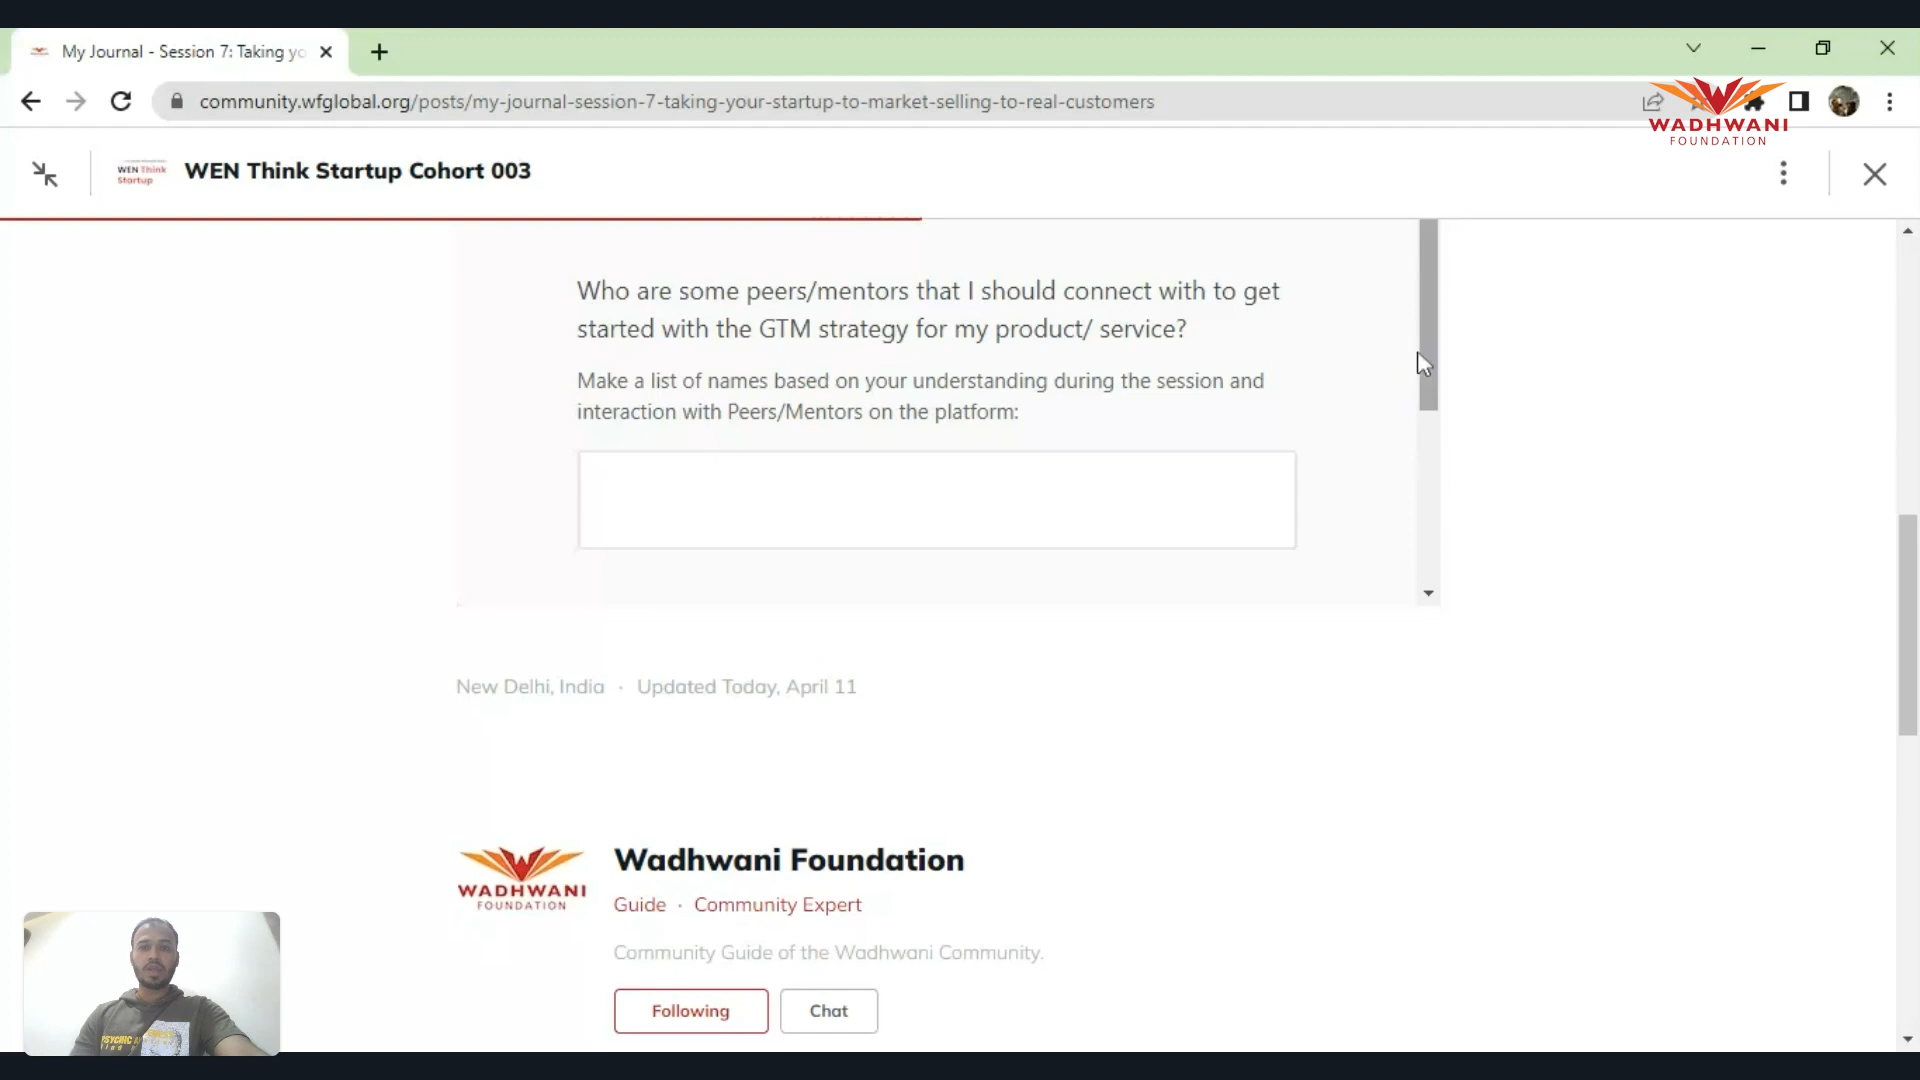 My Journal - Session 7: Taking yo
community.wfglobal.org/posts/my-journal-session-7-taking-your-startup-to-market-selling-to-real-customers
WADHWANI
FOUNDATION
WEN Think
Startup
WEN Think Startup Cohort 003
Who are some peers/mentors that I should connect with to get
started with the GTM strategy for my product/ service?
Make a list of names based on your understanding during the session and
interaction with Peers/Mentors on the platform:
New Delhi, India · Updated Today, April 11
WADHWANI
FOUNDATION
Wadhwani Foundation
Guide · Community Expert
Community Guide of the Wadhwani Community.
Following
Chat